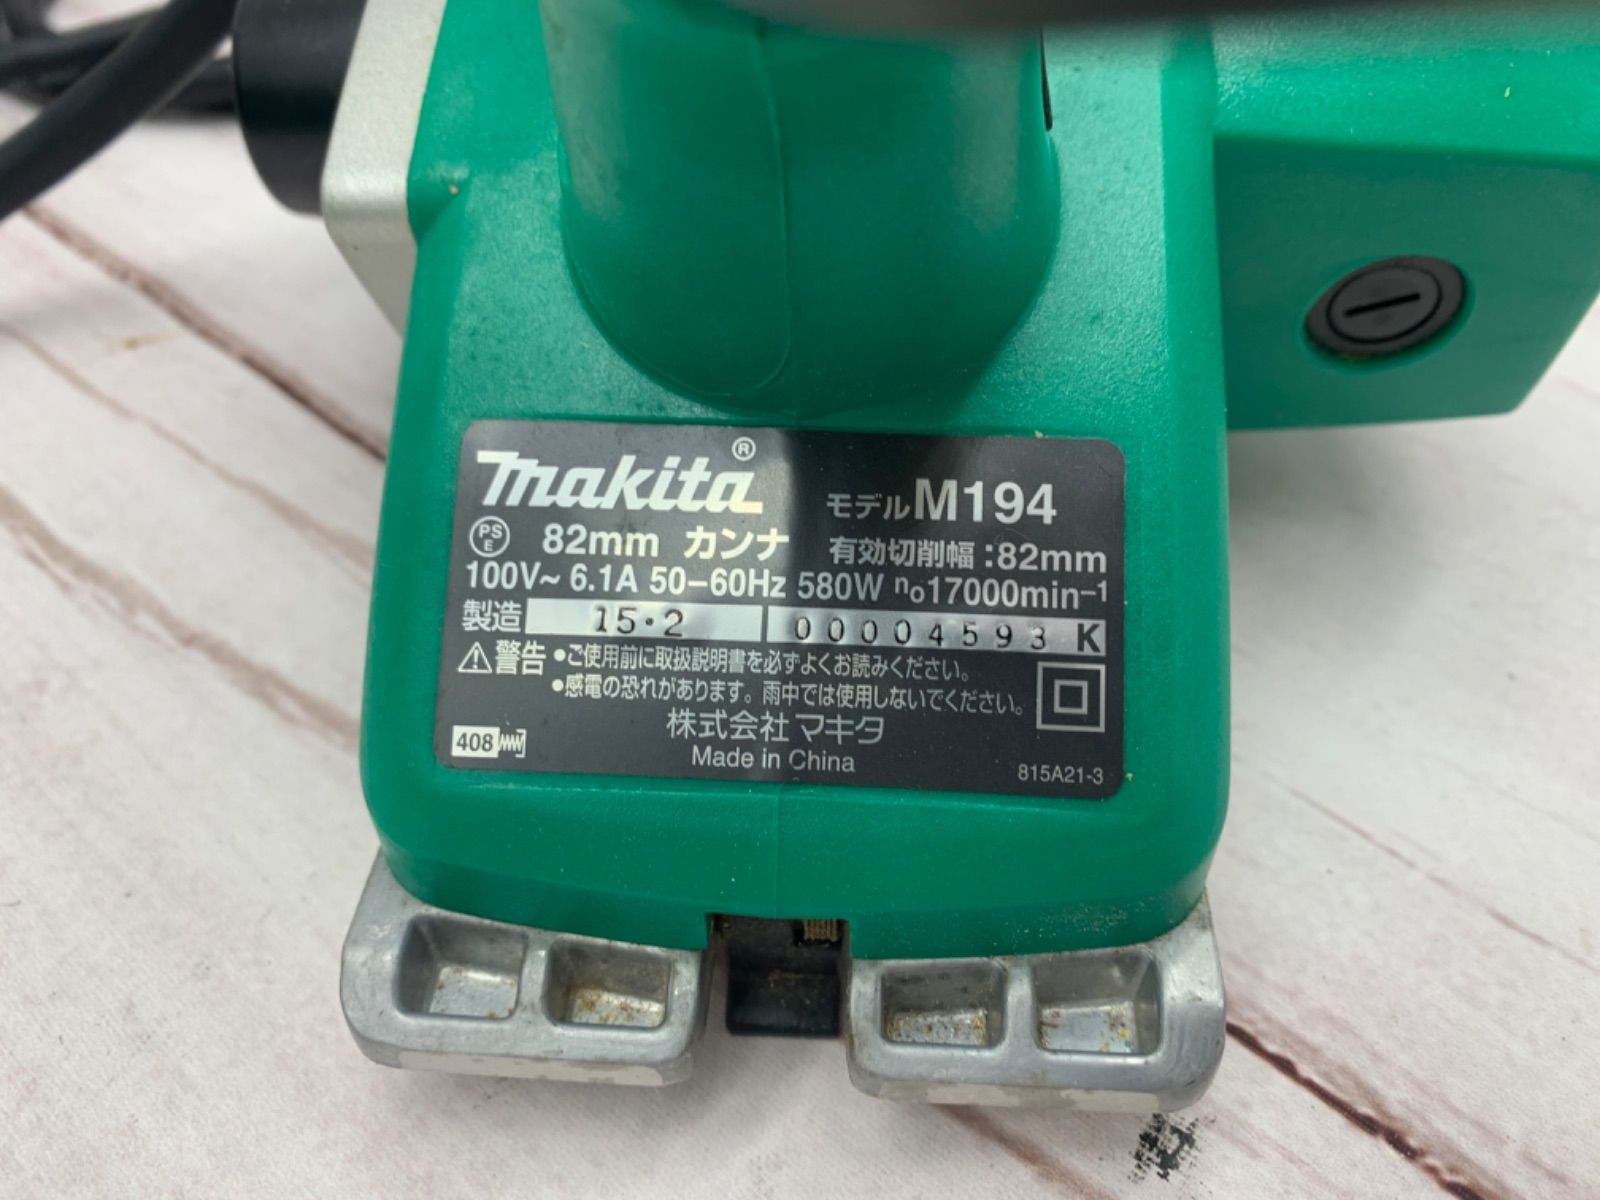 makita®
モデル M194
PS
E
82mm カンナ 有効切削幅:82mm
100V~ 6.1A 50-60Hz 580W n₀17000min⁻¹
製造 15・2 00004593 K
⚠警告 ●ご使用前に取扱説明書を必ずよくお読みください。
●感電の恐れがあります。雨中では使用しないでください。
株式会社マキタ
408
Made in China
815A21-3